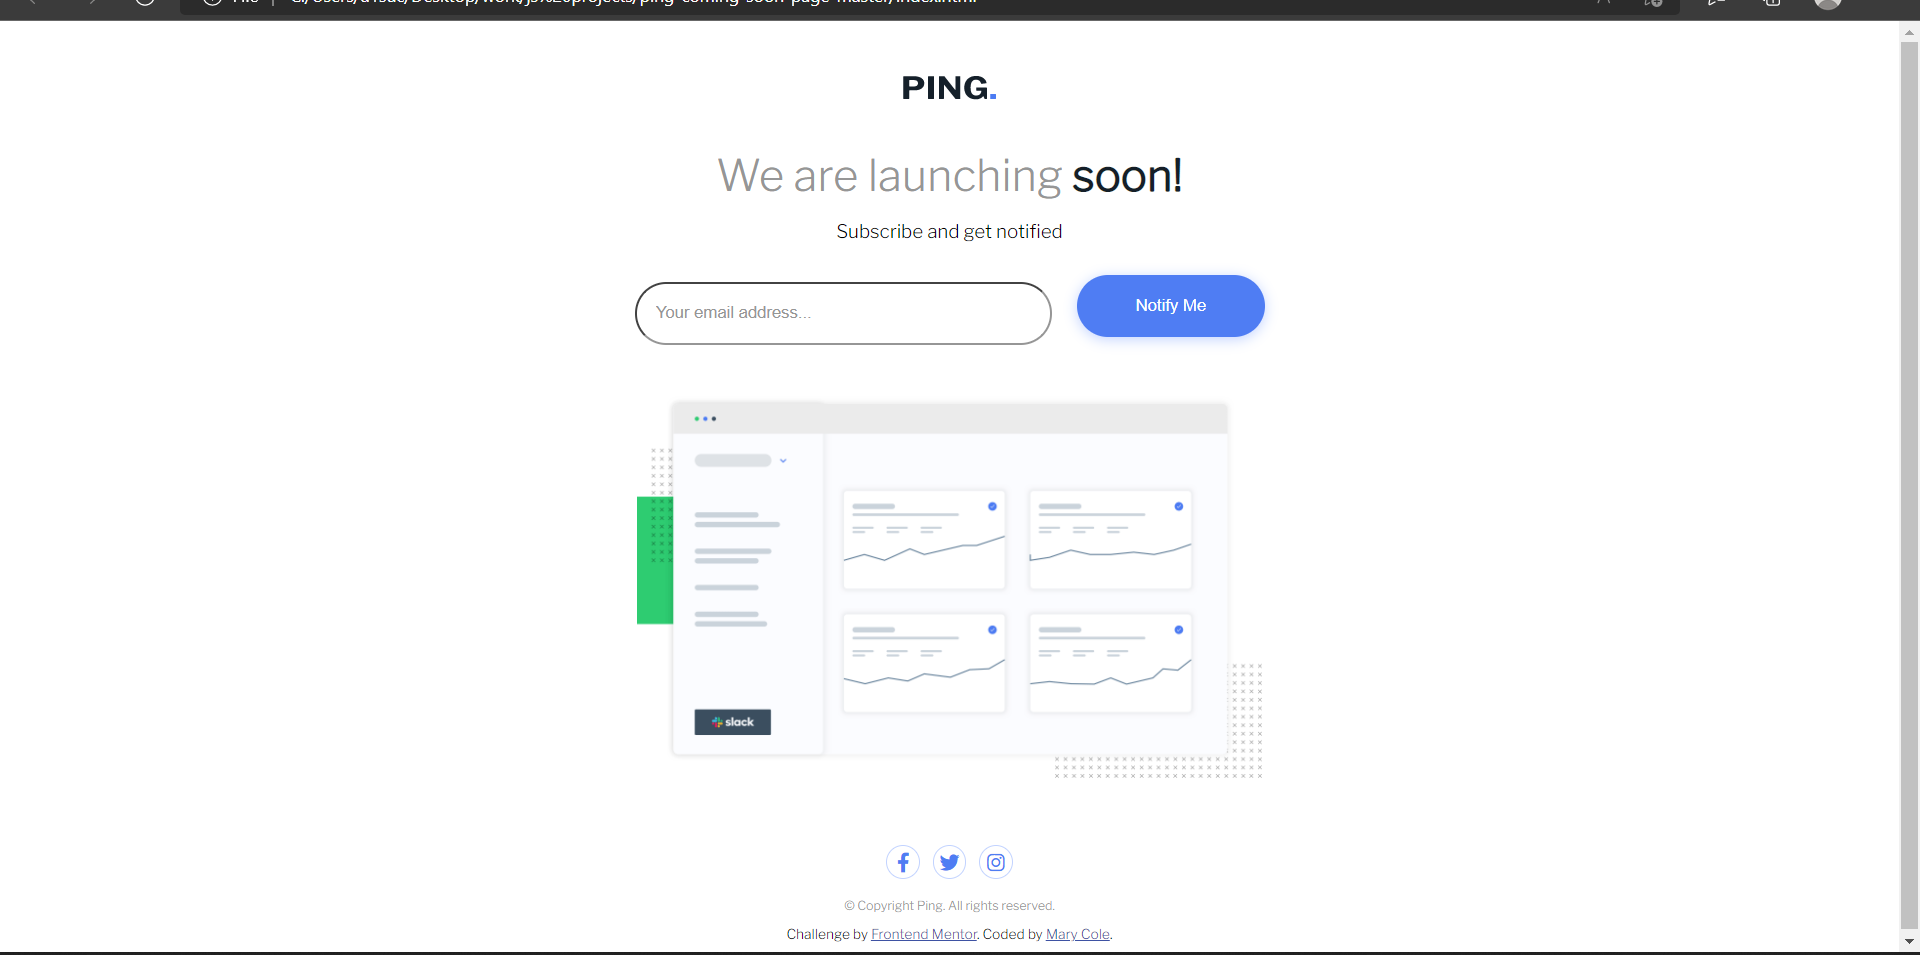 PING.
We are launching soon!
Subscribe and get notified
Your email address...
Notify Me
slack
© Copyright Ping. All rights reserved.
Challenge by Frontend Mentor. Coded by Mary Cole.